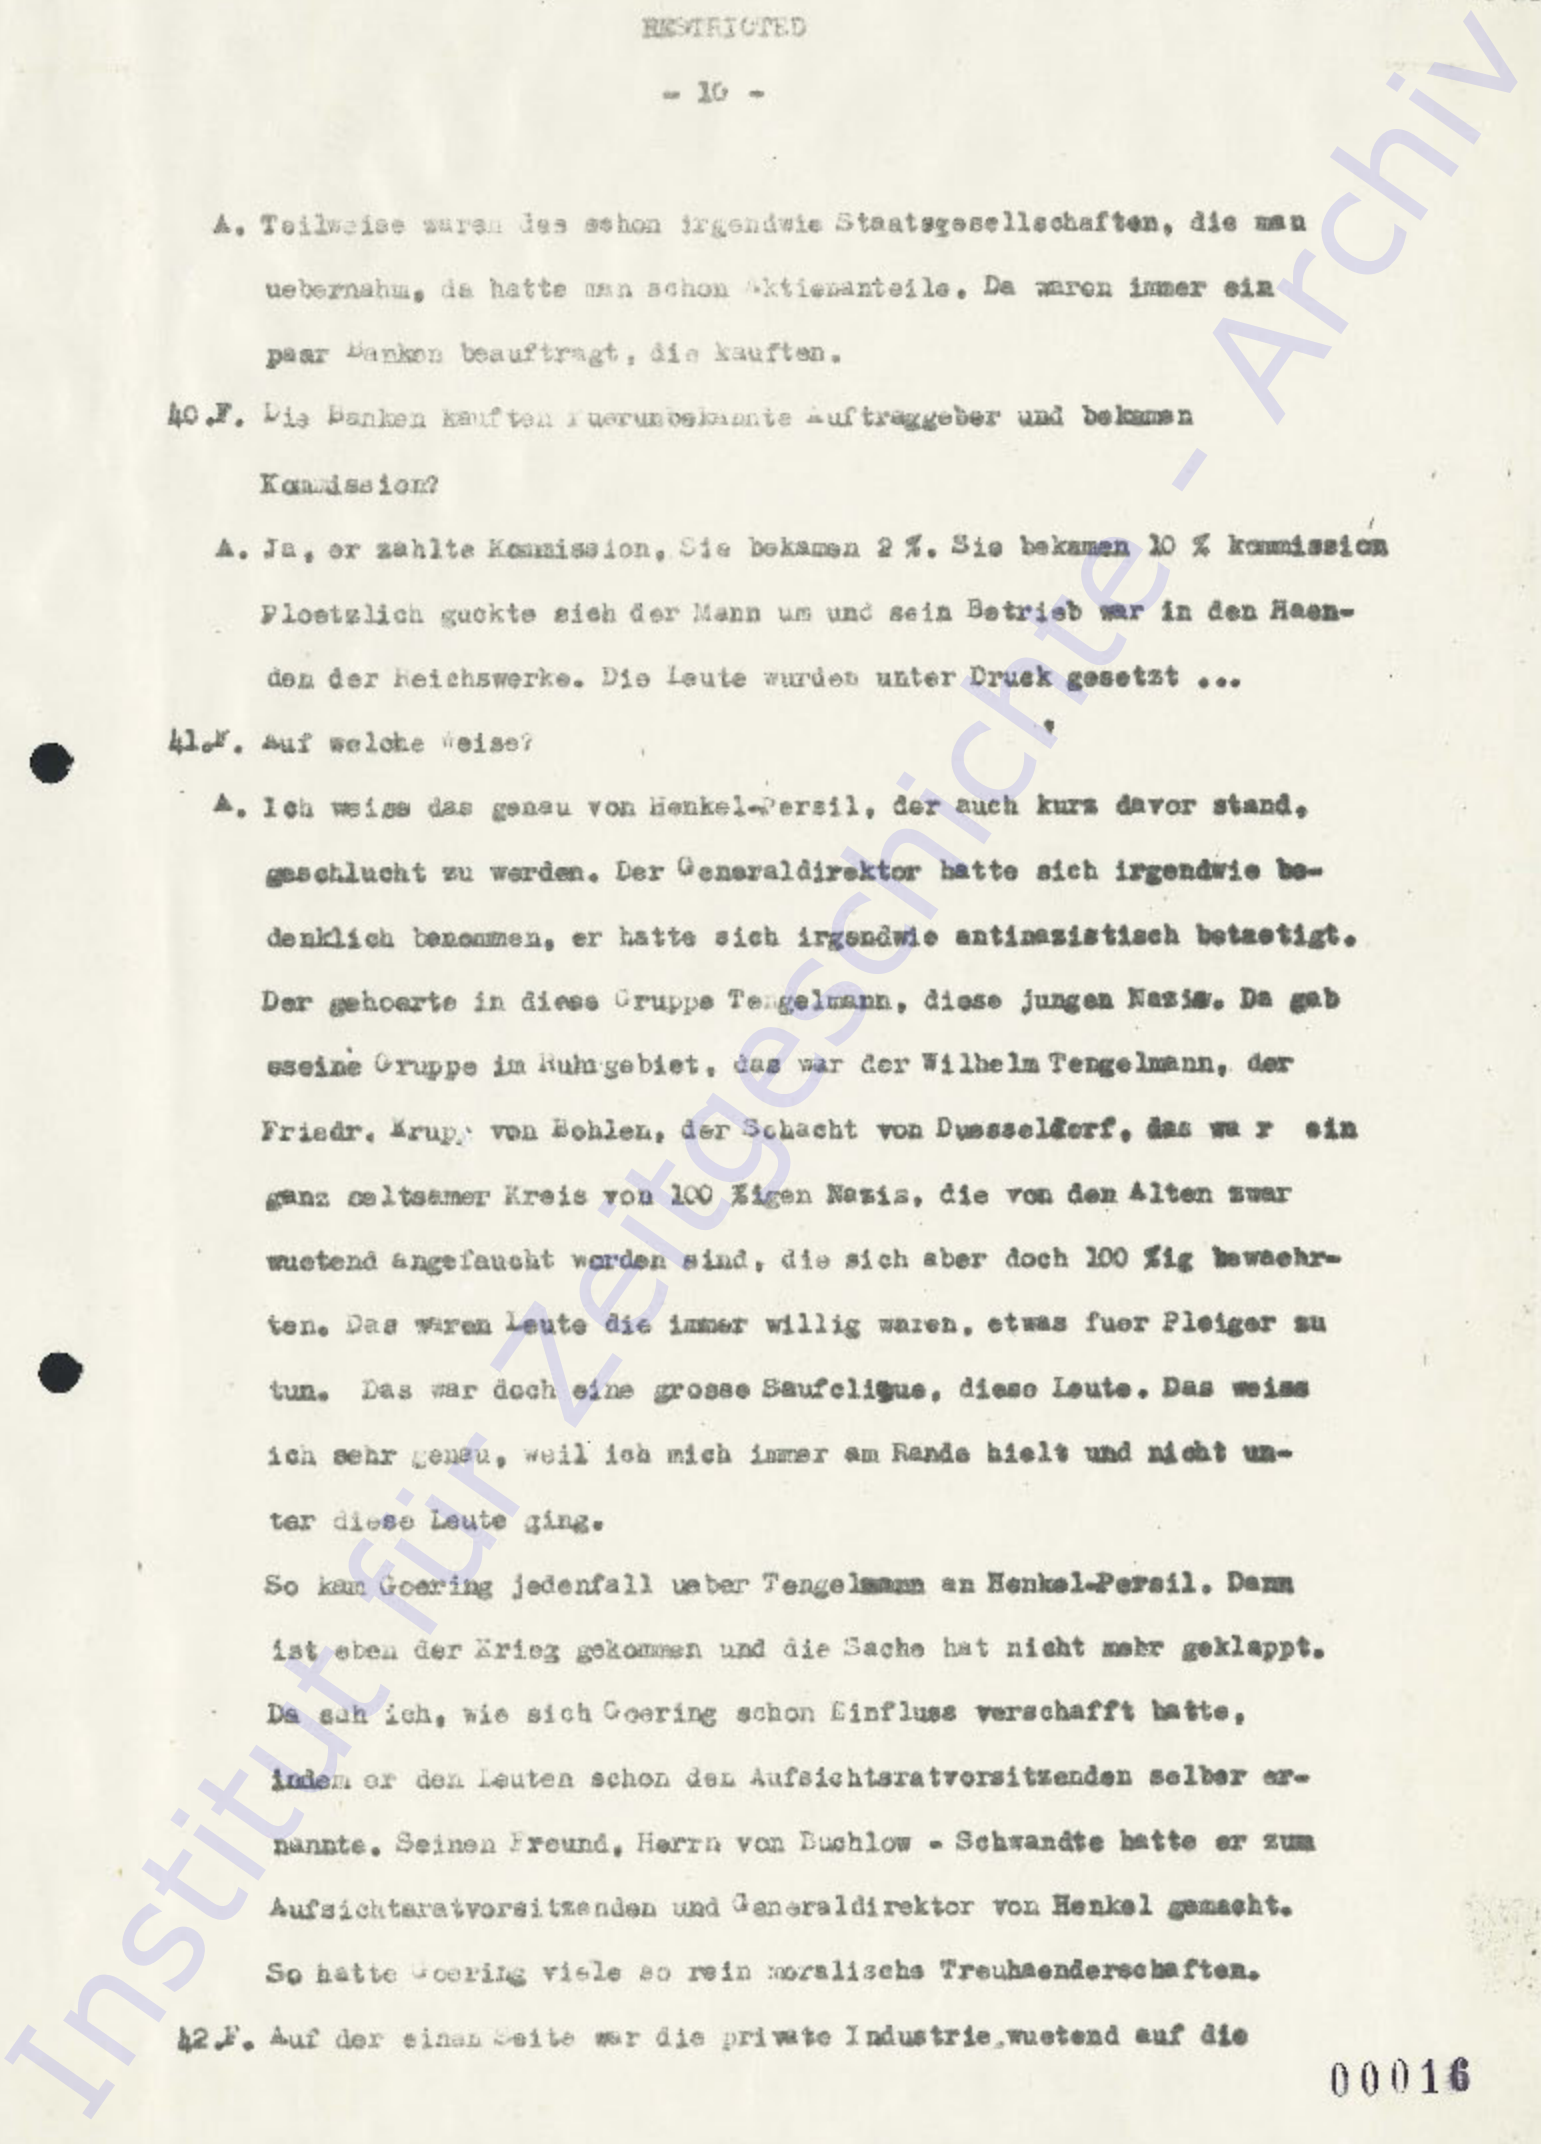 RESTRICTED
- 10 -
A. Teilweise waren das schon irgendwie Staatsgesellschaften, die man
uebernahm, da hatte man schon Aktienanteile. Da waren immer ein
paar Banken beauftragt, die kauften.
40.F. Die Banken kauften fuerunbekannte Auftraggeber und bekamen
Kommission?
A. Ja, er zahlte Kommission, Sie bekamen 2 %. Sie bekamen 10 % kommission
Ploetzlich guckte sich der Mann um und sein Betrieb war in den Haen-
den der Reichswerke. Die Leute wurden unter Druck gesetzt ...
41.F. Auf welche Weise?
A. Ich weiss das genau von Henkel-Persil, der auch kurz davor stand,
geschlucht zu werden. Der Generaldirektor hatte sich irgendwie be-
denklich benommen, er hatte sich irgendwie antinazistisch betaetigt.
Der gehoerte in diese Gruppe Tengelmann, diese jungen Nazis. Da gab
eseine Gruppe im Ruhrgebiet, das war der Wilhelm Tengelmann, der
Friedr. Krupp von Bohlen, der Schacht von Duesseldorf, das wa r ein
ganz seltsamer Kreis von 100 %igen Nazis, die von den Alten zwar
wuetend angefaucht worden sind, die sich aber doch 100 %ig bewaehr-
ten. Das waren Leute die immer willig waren, etwas fuer Pleiger zu
tun. Das war doch eine grosse Saufclique, diese Leute. Das weiss
ich sehr genau, weil ich mich immer am Rande hielt und nicht un-
ter diese Leute ging.
So kam Goering jedenfall ueber Tengelmann an Henkel-Persil. Dann
ist eben der Krieg gekommen und die Sache hat nicht mehr geklappt.
Da sah ich, wie sich Goering schon Einfluss verschafft hatte,
indem er den Leuten schon den Aufsichtsratvorsitzenden selber er-
nannte. Seinen Freund, Herrn von Buchlow - Schwandte hatte er zum
Aufsichtsratvorsitzenden und Generaldirektor von Henkel gemacht.
So hatte Goering viele so rein moralische Treuhaenderschaften.
42.F. Auf der einen Seite war die private Industrie wuetend auf die
00016
Institut für Zeitgeschichte - Archiv